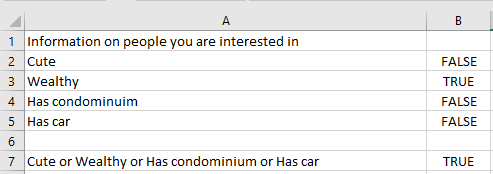 A B
1 Information on people you are interested in
2 Cute FALSE
3 Wealthy TRUE
4 Has condominuim FALSE
5 Has car FALSE
6
7 Cute or Wealthy or Has condominium or Has car TRUE